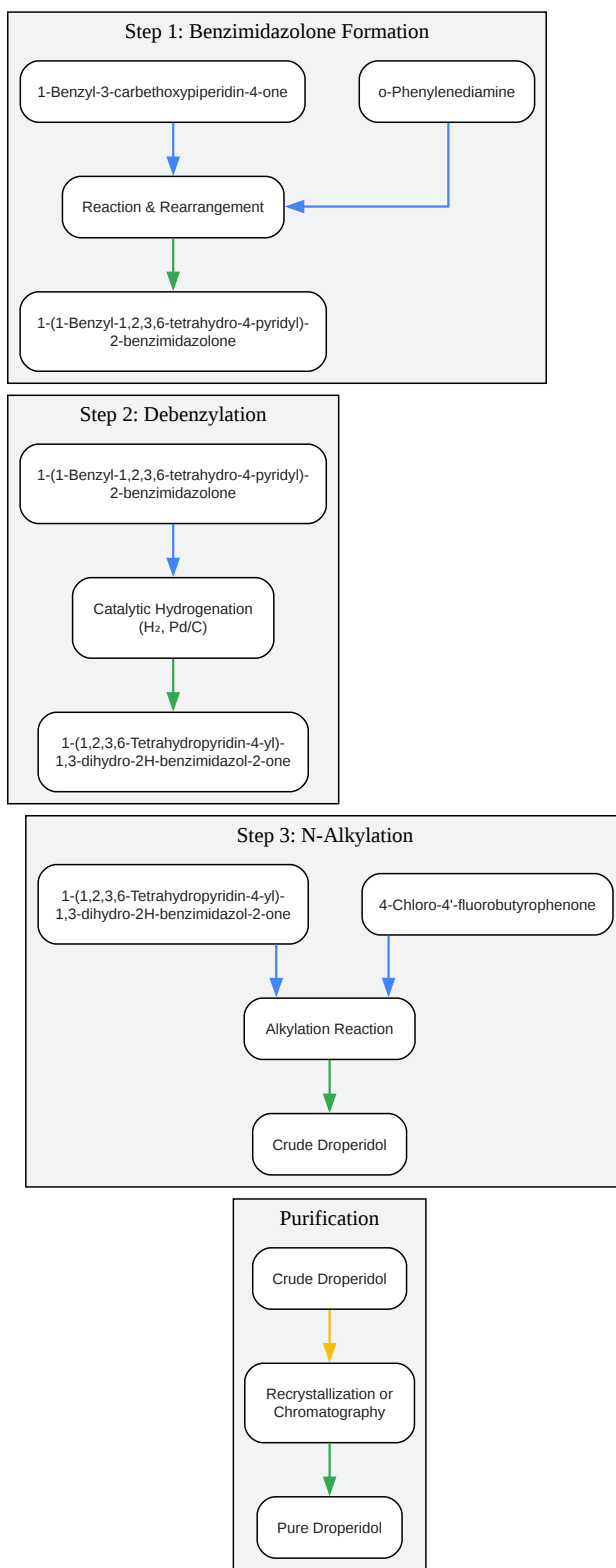 Step 1: Benzimidazolone Formation
1-Benzyl-3-carbethoxypiperidin-4-one
o-Phenylenediamine
Reaction & Rearrangement
1-(1-Benzyl-1,2,3,6-tetrahydro-4-pyridyl)-
2-benzimidazolone
Step 2: Debenzylation
1-(1-Benzyl-1,2,3,6-tetrahydro-4-pyridyl)-
2-benzimidazolone
Catalytic Hydrogenation
(H₂, Pd/C)
1-(1,2,3,6-Tetrahydropyridin-4-yl)-
1,3-dihydro-2H-benzimidazol-2-one
Step 3: N-Alkylation
1-(1,2,3,6-Tetrahydropyridin-4-yl)-
1,3-dihydro-2H-benzimidazol-2-one
4-Chloro-4'-fluorobutyrophenone
Alkylation Reaction
Crude Droperidol
Purification
Crude Droperidol
Recrystallization or
Chromatography
Pure Droperidol